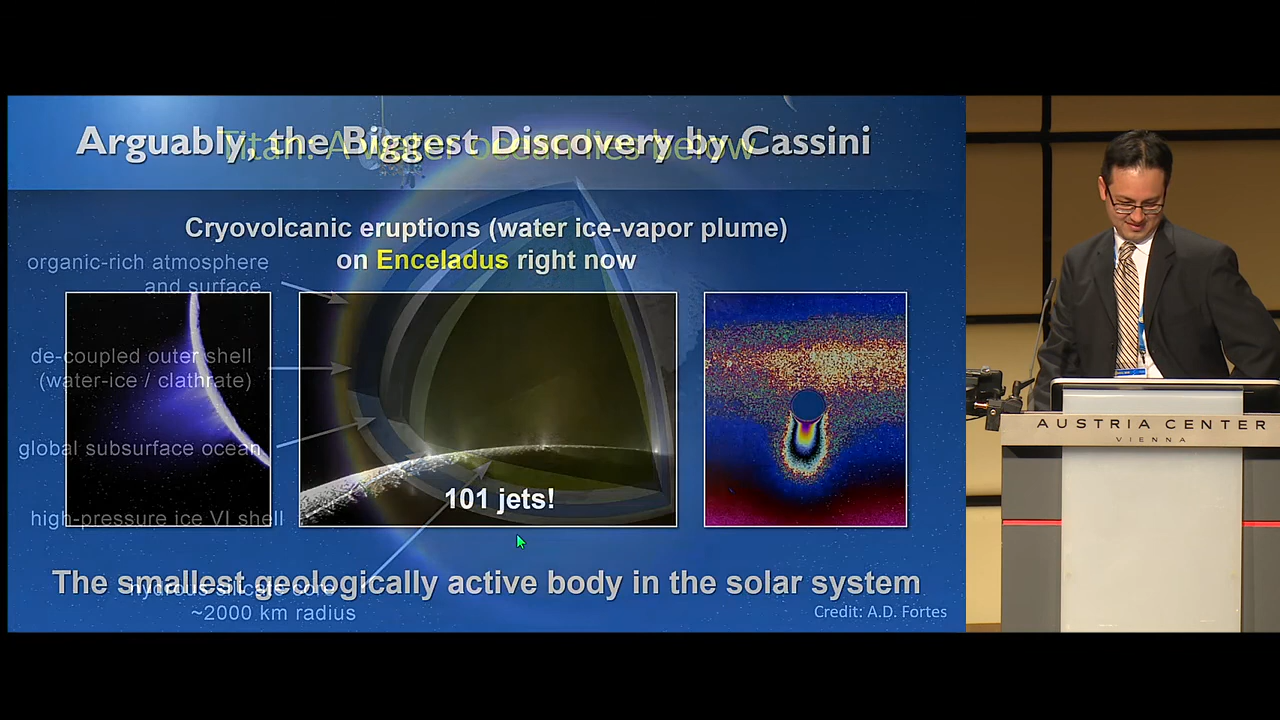 Arguably, the Biggest Discovery by Cassini
Titan: A water ocean lies below
Cryovolcanic eruptions (water ice-vapor plume)
on Enceladus right now
organic-rich atmosphere
and surface
de-coupled outer shell
(water-ice / clathrate)
global subsurface ocean
high-pressure ice VI shell
101 jets!
The smallest geologically active body in the solar system
hydrous silicate core
~2000 km radius
Credit: A.D. Fortes
AUSTRIA CENTER
VIENNA